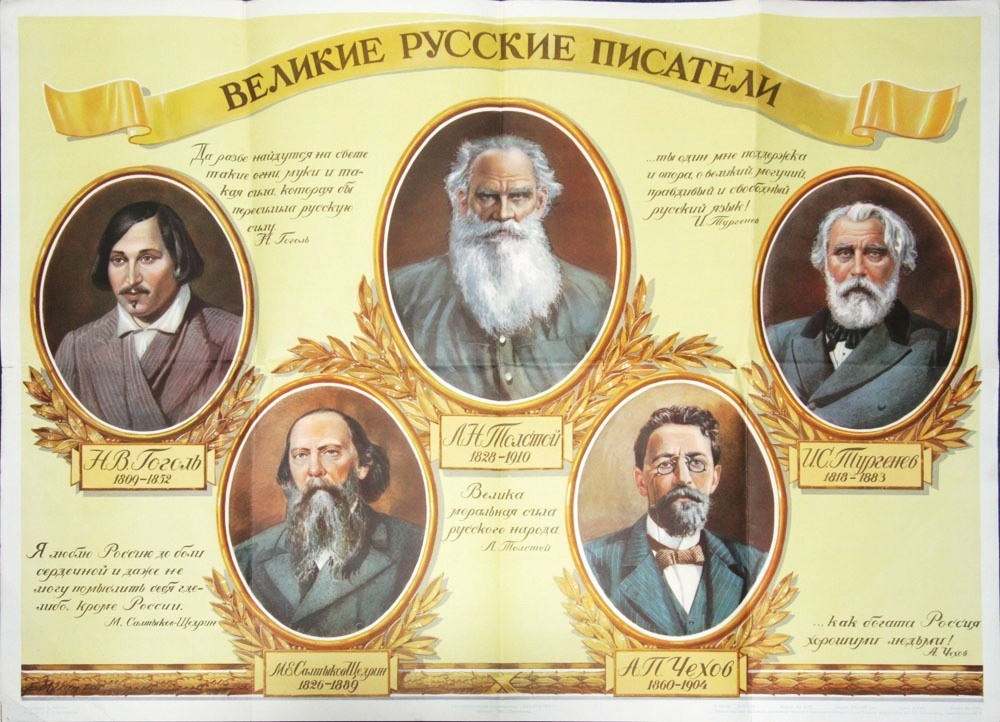 ВЕЛИКИЕ РУССКИЕ ПИСАТЕЛИ
Да разве найдутся на свете
такие огни, муки и та-
кая сила, которая бы
пересилила русскую
силу.
Н. Гоголь
...ты один мне поддержка
и опора, о великий, могучий,
правдивый и свободный
русский язык!
И. Тургенев
Н.В. Гоголь
1809-1852
Л.Н. Толстой
1828-1910
И.С. Тургенев
1818-1883
Велика
моральная сила
русского народа.
Л. Толстой
Я люблю Россию до боли
сердечной и даже не
могу помыслить себя где-
либо, кроме России.
М. Салтыков-Щедрин
...как богата Россия
хорошими людьми!
А. Чехов
М.Е. Салтыков-Щедрин
1826-1889
А.П. Чехов
1860-1904